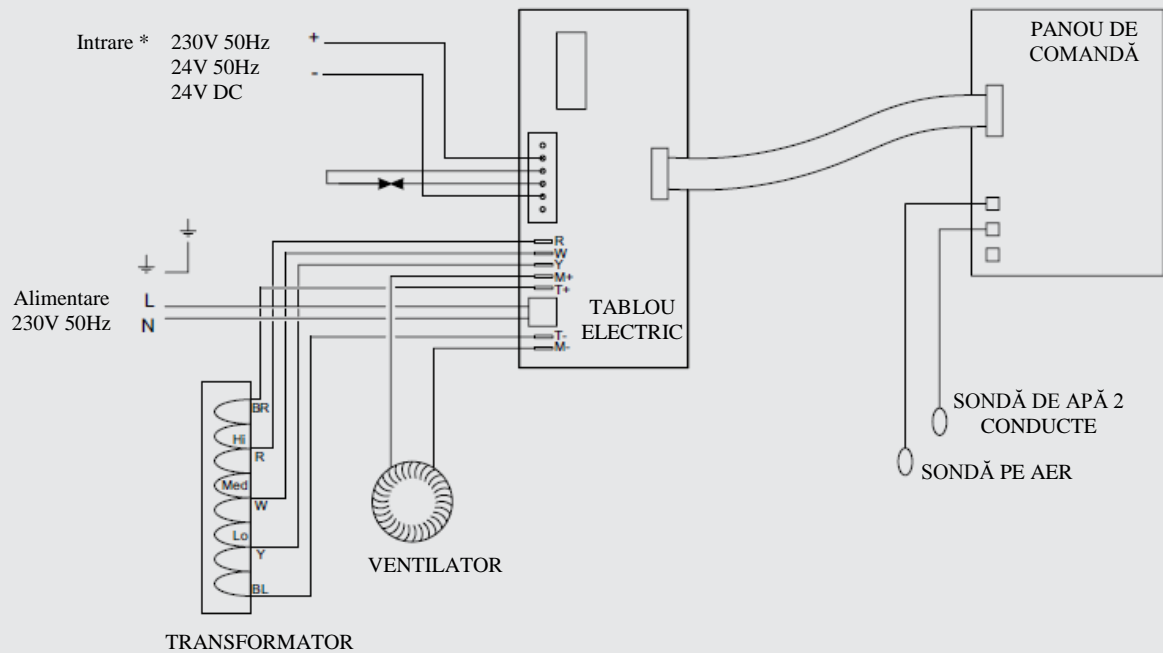 Intrare * 230V 50Hz +
24V 50Hz
24V DC -
PANOU DE
COMANDĂ
R
W
Y
M+
T+
TABLOU
ELECTRIC
T-
M-
Alimentare L
230V 50Hz N
BR
Hi
R
Med
W
Lo
Y
BL
TRANSFORMATOR
VENTILATOR
SONDĂ DE APĂ 2
CONDUCTE
SONDĂ PE AER